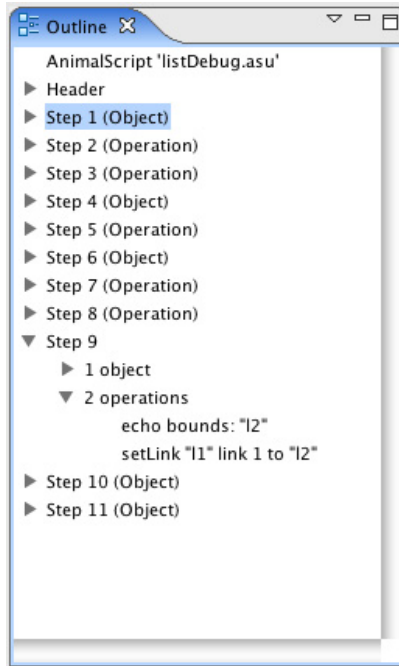 Outline
AnimalScript 'listDebug.asu'
Header
Step 1 (Object)
Step 2 (Operation)
Step 3 (Operation)
Step 4 (Object)
Step 5 (Operation)
Step 6 (Object)
Step 7 (Operation)
Step 8 (Operation)
Step 9
1 object
2 operations
echo bounds: "l2"
setLink "l1" link 1 to "l2"
Step 10 (Object)
Step 11 (Object)